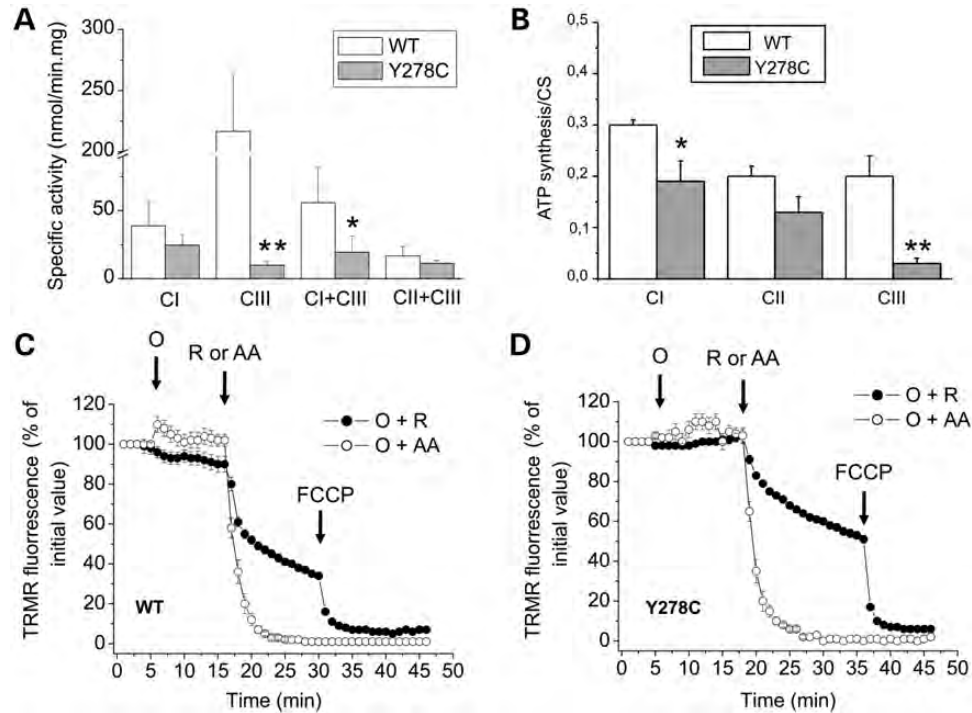 A
Specific activity (nmol/min.mg)
300
250
200
50
0
WT
Y278C
**
*
CI
CIII
CI+CIII
CII+CIII
B
ATP synthesis/CS
0,3
0,2
0,1
0,0
WT
Y278C
*
**
CI
CII
CIII
C
O
R or AA
TRMR fluorescence (% of
initial value)
120
100
80
60
40
20
0
O + R
O + AA
FCCP
WT
0 5 10 15 20 25 30 35 40 45 50
Time (min)
D
O
R or AA
TRMR fluorescence (% of
initial value)
120
100
80
60
40
20
0
O + R
O + AA
FCCP
Y278C
0 5 10 15 20 25 30 35 40 45 50
Time (min)